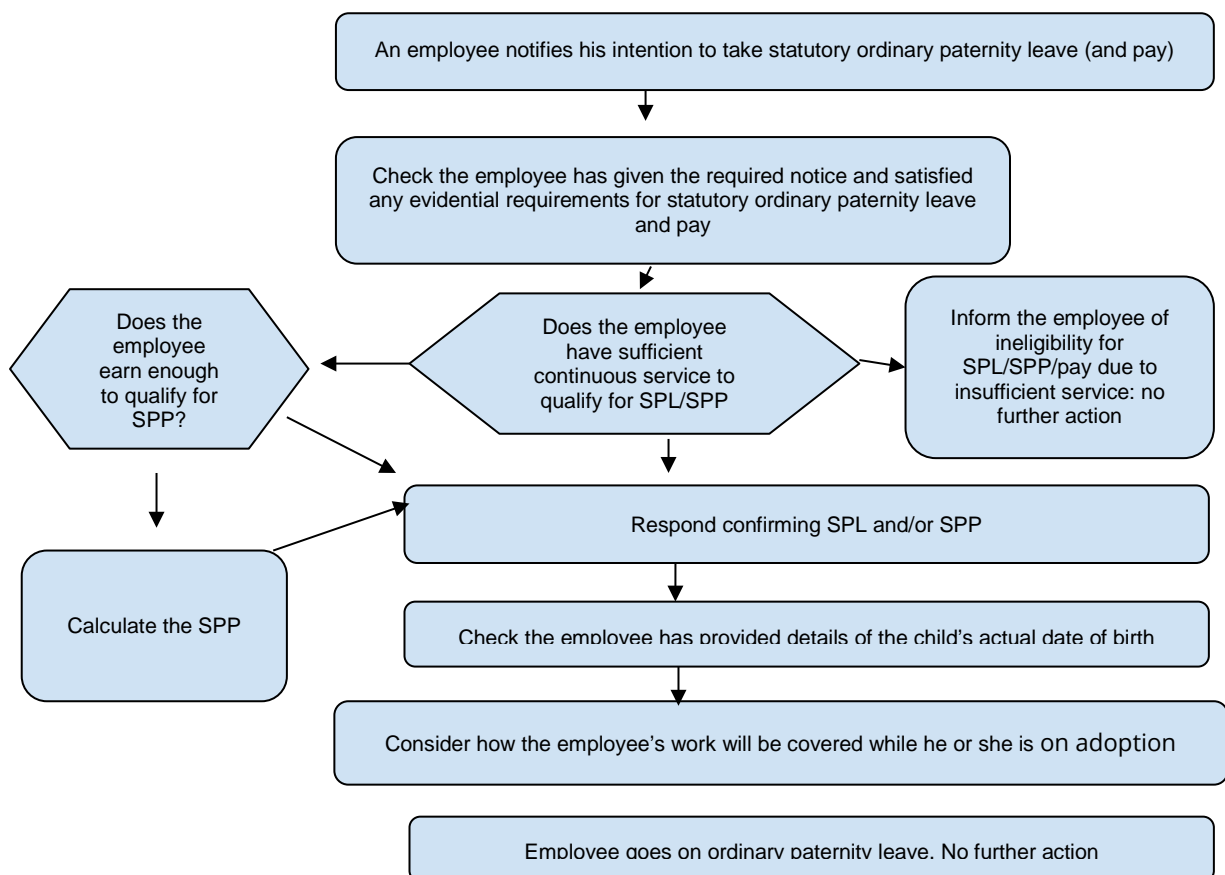 An employee notifies his intention to take statutory ordinary paternity leave (and pay)
Check the employee has given the required notice and satisfied
any evidential requirements for statutory ordinary paternity leave
and pay
Does the
employee
earn enough
to qualify for
SPP?
Does the employee
have sufficient
continuous service to
qualify for SPL/SPP
Inform the employee of
ineligibility for
SPL/SPP/pay due to
insufficient service: no
further action
Respond confirming SPL and/or SPP
Calculate the SPP
Check the employee has provided details of the child’s actual date of birth
Consider how the employee’s work will be covered while he or she is on adoption
Employee goes on ordinary paternity leave. No further action